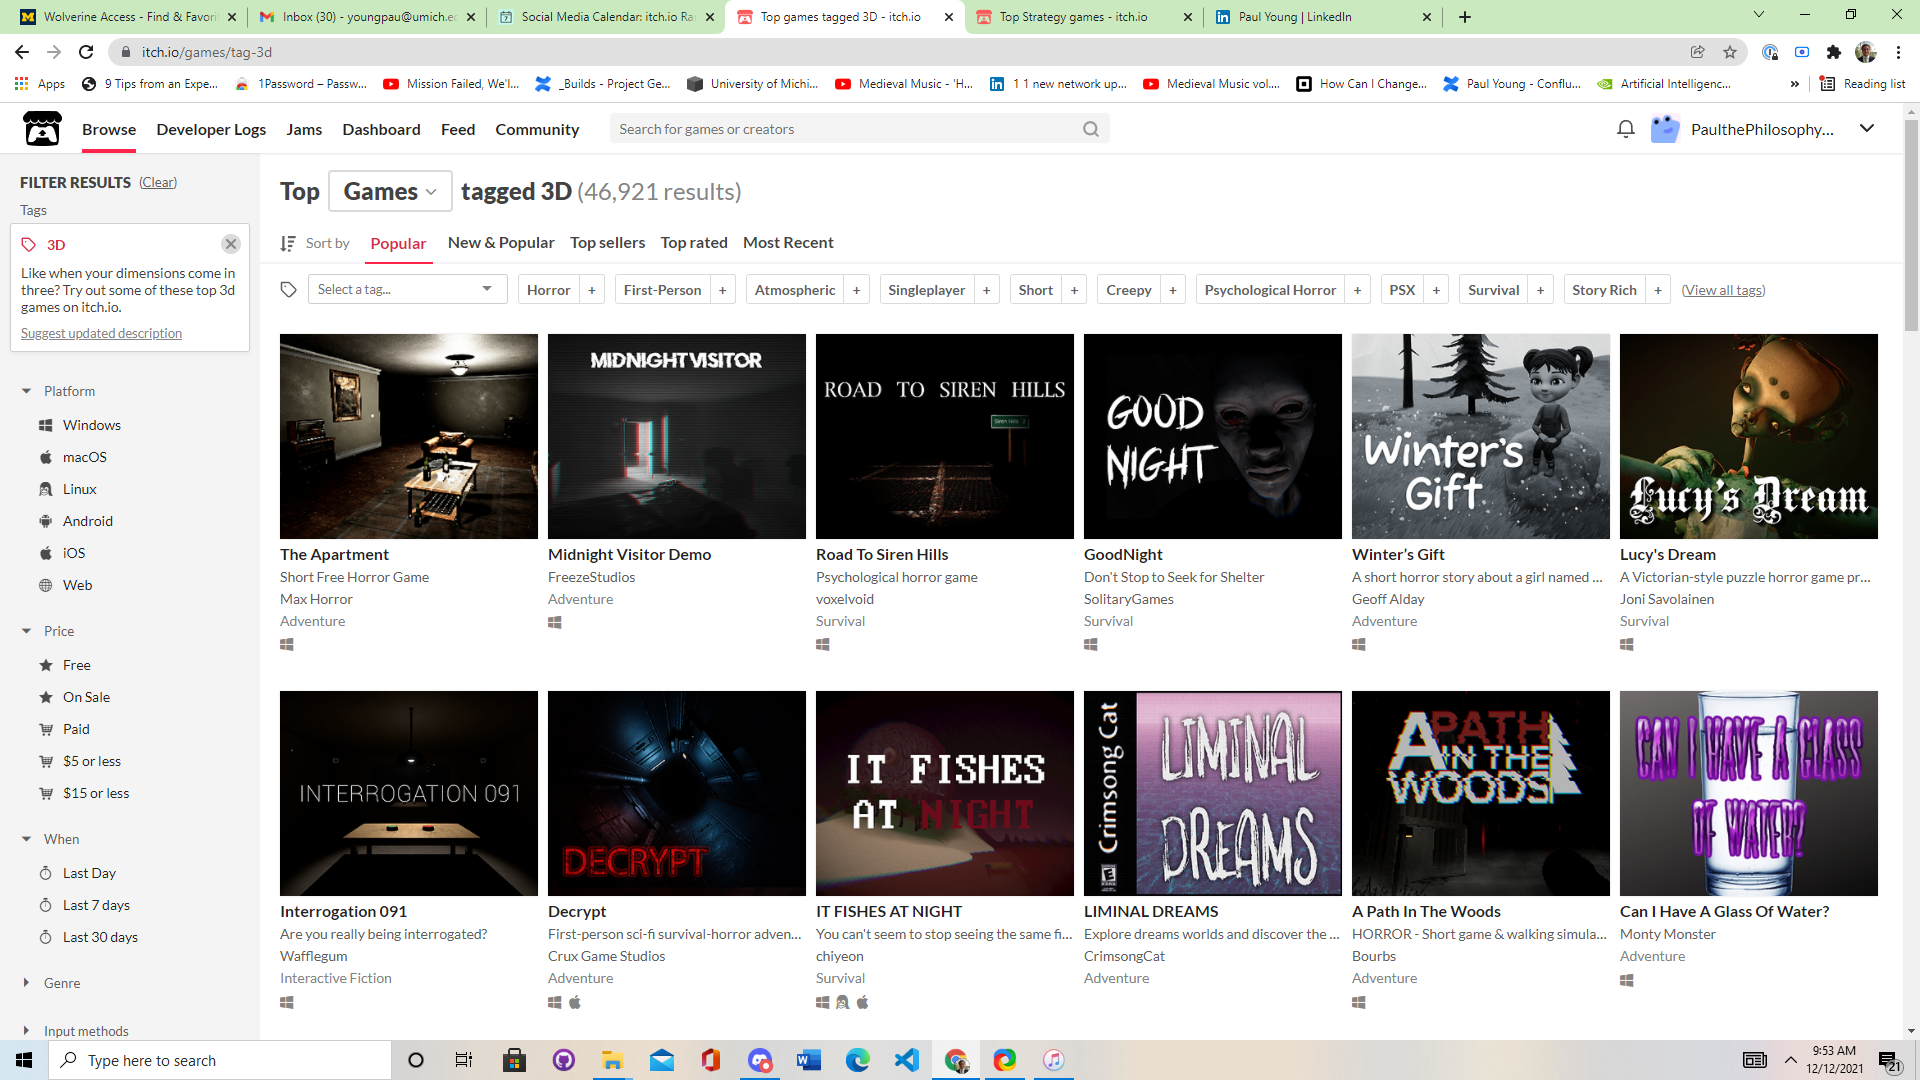 Wolverine Access - Find & Favori
Inbox (30) - youngpau@umich.ec
Social Media Calendar: itch.io Ra
Top games tagged 3D - itch.io
Top Strategy games - itch.io
Paul Young | LinkedIn
itch.io/games/tag-3d
Apps
9 Tips from an Expe...
1Password – Passw...
Mission Failed, We'l...
_Builds - Project Ge...
University of Michi...
Medieval Music - 'H...
1 1 new network up...
Medieval Music vol....
How Can I Change...
Paul Young - Conflu...
Artificial Intelligenc...
»
Reading list
Browse
Developer Logs
Jams
Dashboard
Feed
Community
Search for games or creators
PaulthePhilosophy...
FILTER RESULTS (Clear)
Tags
3D
Like when your dimensions come in
three? Try out some of these top 3d
games on itch.io.
Suggest updated description
Platform
Windows
macOS
Linux
Android
iOS
Web
Price
Free
On Sale
Paid
$5 or less
$15 or less
When
Last Day
Last 7 days
Last 30 days
Genre
Input methods
Top Games tagged 3D (46,921 results)
Sort by
Popular
New & Popular
Top sellers
Top rated
Most Recent
Select a tag...
Horror +
First-Person +
Atmospheric +
Singleplayer +
Short +
Creepy +
Psychological Horror +
PSX +
Survival +
Story Rich +
(View all tags)
The Apartment
Short Free Horror Game
Max Horror
Adventure
MIDNIGHT VISITOR
Midnight Visitor Demo
FreezeStudios
Adventure
ROAD TO SIREN HILLS
Siren Hills
Road To Siren Hills
Psychological horror game
voxelvoid
Survival
GOOD
NIGHT
GoodNight
Don't Stop to Seek for Shelter
SolitaryGames
Survival
Winter's
Gift
Winter's Gift
A short horror story about a girl named ...
Geoff Alday
Adventure
Lucy's Dream
Lucy's Dream
A Victorian-style puzzle horror game pr...
Joni Savolainen
Survival
INTERROGATION 091
Interrogation 091
Are you really being interrogated?
Wafflegum
Interactive Fiction
DECRYPT
Decrypt
First-person sci-fi survival-horror adven...
Crux Game Studios
Adventure
IT FISHES
AT NIGHT
IT FISHES AT NIGHT
You can't seem to stop seeing the same fi...
chiyeon
Survival
Crimsong Cat
LIMINAL
DREAMS
LIMINAL DREAMS
Explore dreams worlds and discover the ...
CrimsongCat
Adventure
A PATH
IN THE
WOODS
A Path In The Woods
HORROR - Short game & walking simula...
Bourbs
Adventure
CAN I HAVE A GLASS
OF WATER?
Can I Have A Glass Of Water?
Monty Monster
Adventure
Type here to search
9:53 AM
12/12/2021
21